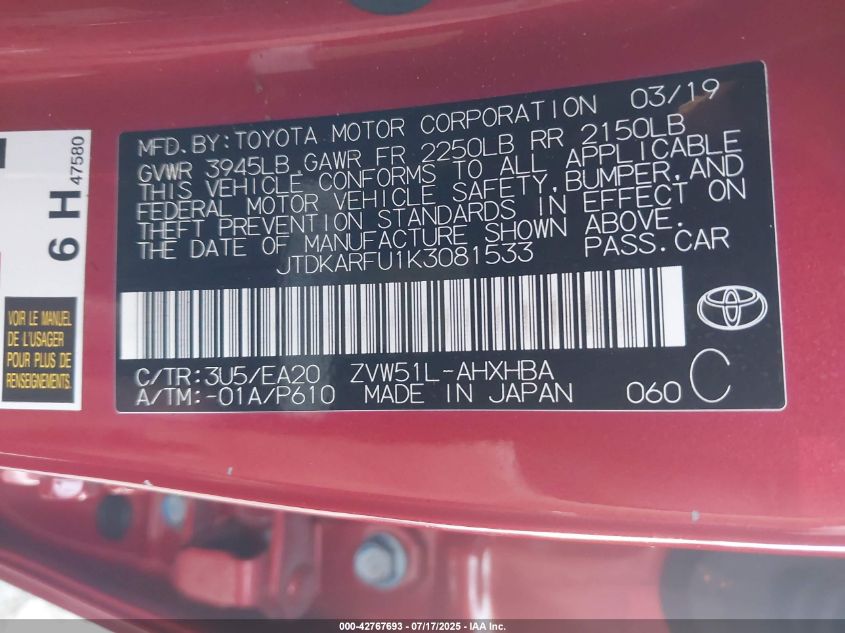 MFD.BY:TOYOTA MOTOR CORPORATION 03/19
GVWR 3945LB GAWR FR 2250LB RR 2150LB
THIS VEHICLE CONFORMS TO ALL APPLICABLE
FEDERAL MOTOR VEHICLE SAFETY,BUMPER,AND
THEFT PREVENTION STANDARDS IN EFFECT ON
THE DATE OF MANUFACTURE SHOWN ABOVE.
JTDKARFU1K3081533 PASS.CAR
C/TR:3U5/EA20 ZVW51L-AHXHBA
A/TM:-01A/P610 MADE IN JAPAN 060 C
6 H 47580
VOIR LE MANUEL
DE L'USAGER
POUR PLUS DE
RENSEIGNEMENTS.
000-42767693 - 07/17/2025 - IAAI.COM